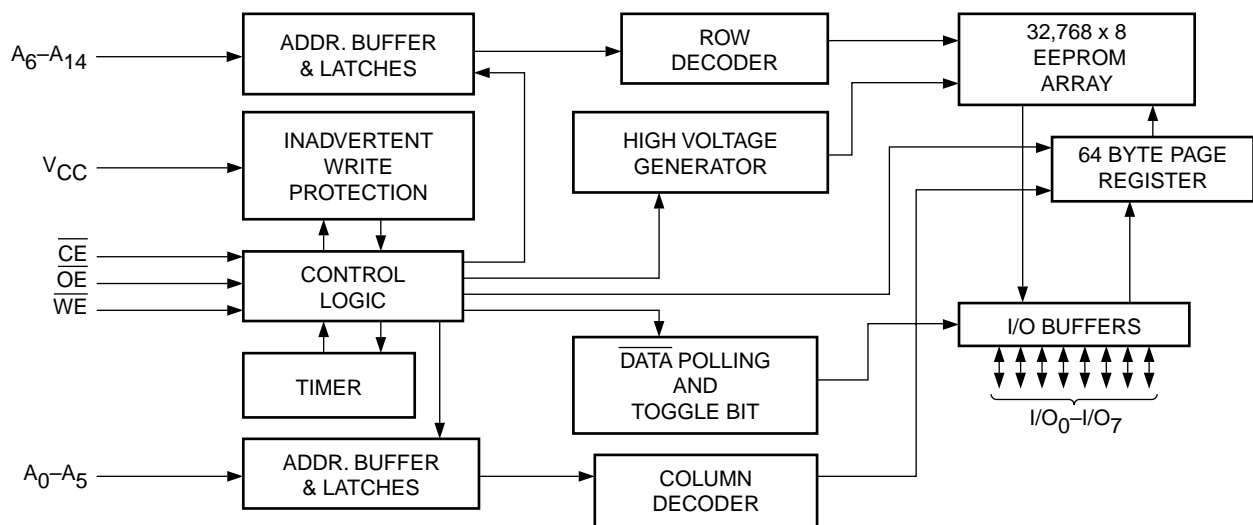 A6–A14
ADDR. BUFFER
& LATCHES
ROW
DECODER
32,768 x 8
EEPROM
ARRAY
VCC
INADVERTENT
WRITE
PROTECTION
HIGH VOLTAGE
GENERATOR
64 BYTE PAGE
REGISTER
CE
OE
WE
CONTROL
LOGIC
I/O BUFFERS
TIMER
DATA POLLING
AND
TOGGLE BIT
I/O0–I/O7
A0–A5
ADDR. BUFFER
& LATCHES
COLUMN
DECODER